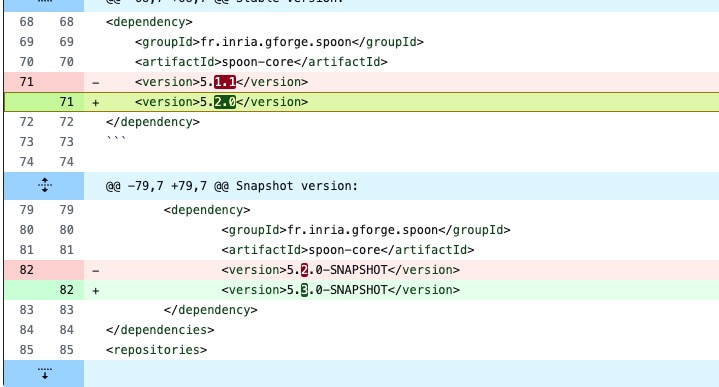 @@ -68,7 +68,7 @@ Stable version:
68 68 <dependency>
69 69 <groupId>fr.inria.gforge.spoon</groupId>
70 70 <artifactId>spoon-core</artifactId>
71 - <version>5.1.1</version>
71 + <version>5.2.0</version>
72 72 </dependency>
73 73 ```
74 74
@@ -79,7 +79,7 @@ Snapshot version:
79 79 <dependency>
80 80 <groupId>fr.inria.gforge.spoon</groupId>
81 81 <artifactId>spoon-core</artifactId>
82 - <version>5.2.0-SNAPSHOT</version>
82 + <version>5.3.0-SNAPSHOT</version>
83 83 </dependency>
84 84 </dependencies>
85 85 <repositories>